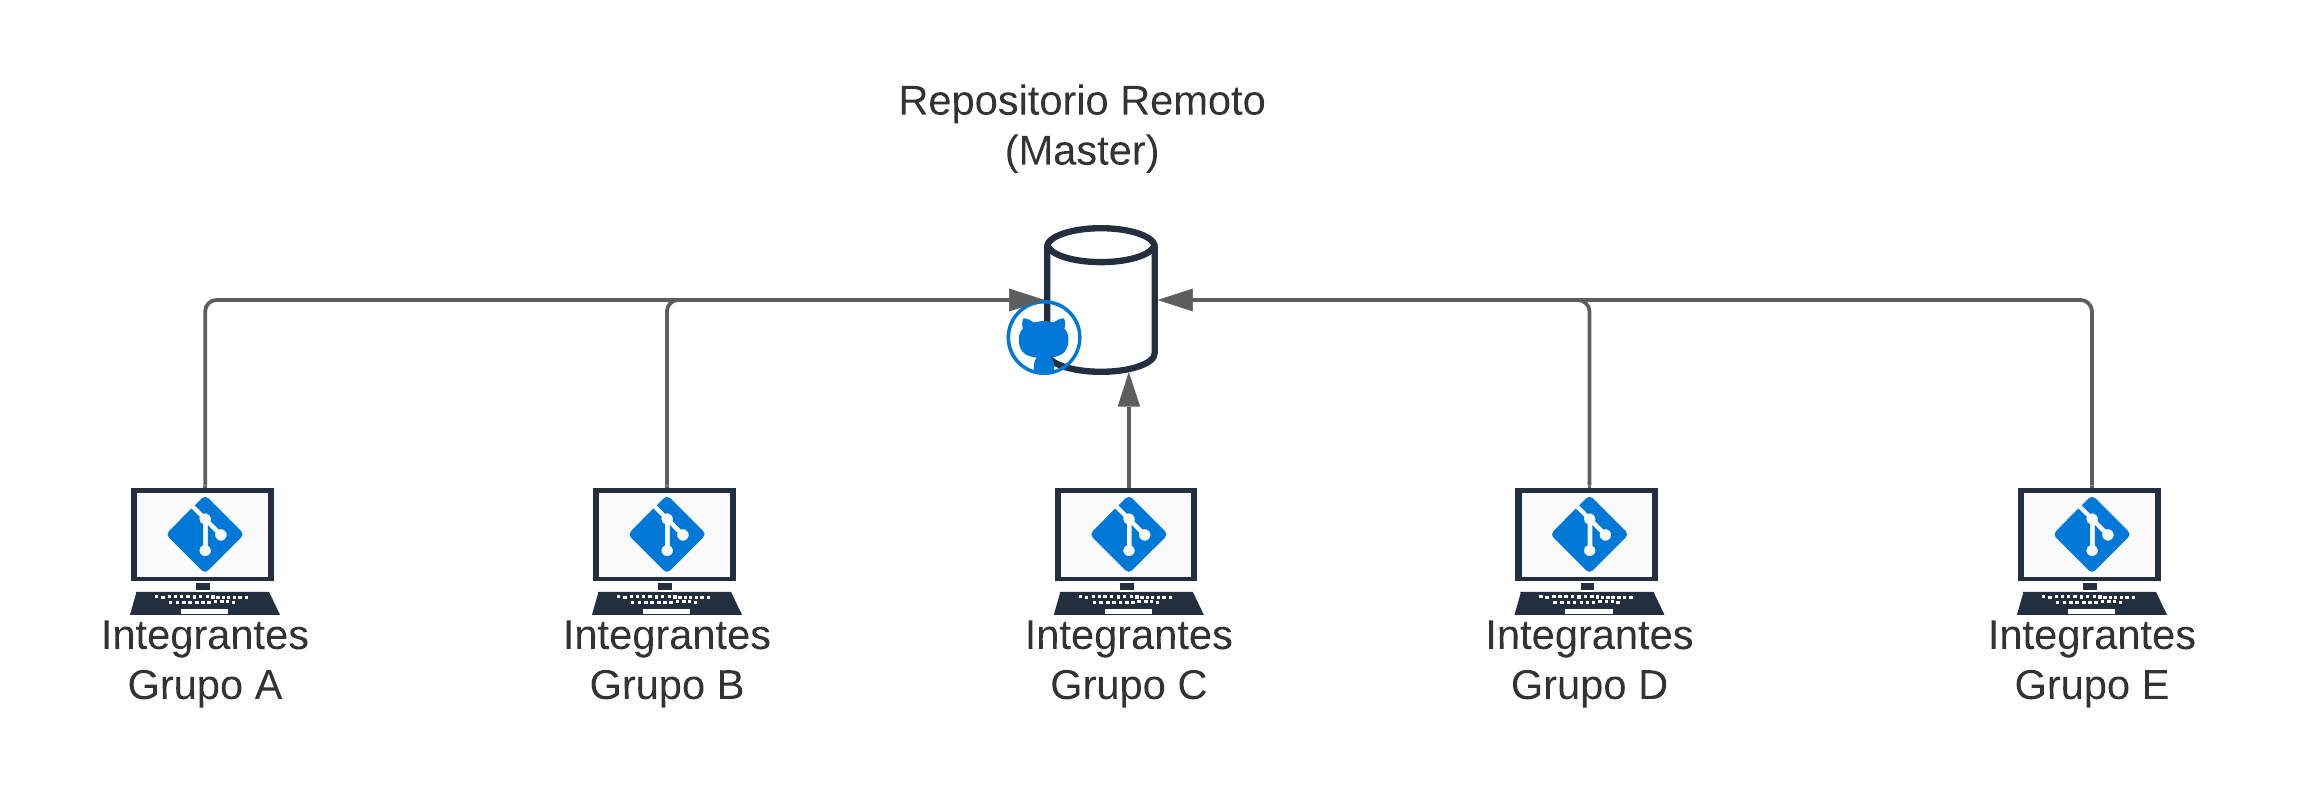 Repositorio Remoto
(Master)
Integrantes
Grupo A
Integrantes
Grupo B
Integrantes
Grupo C
Integrantes
Grupo D
Integrantes
Grupo E